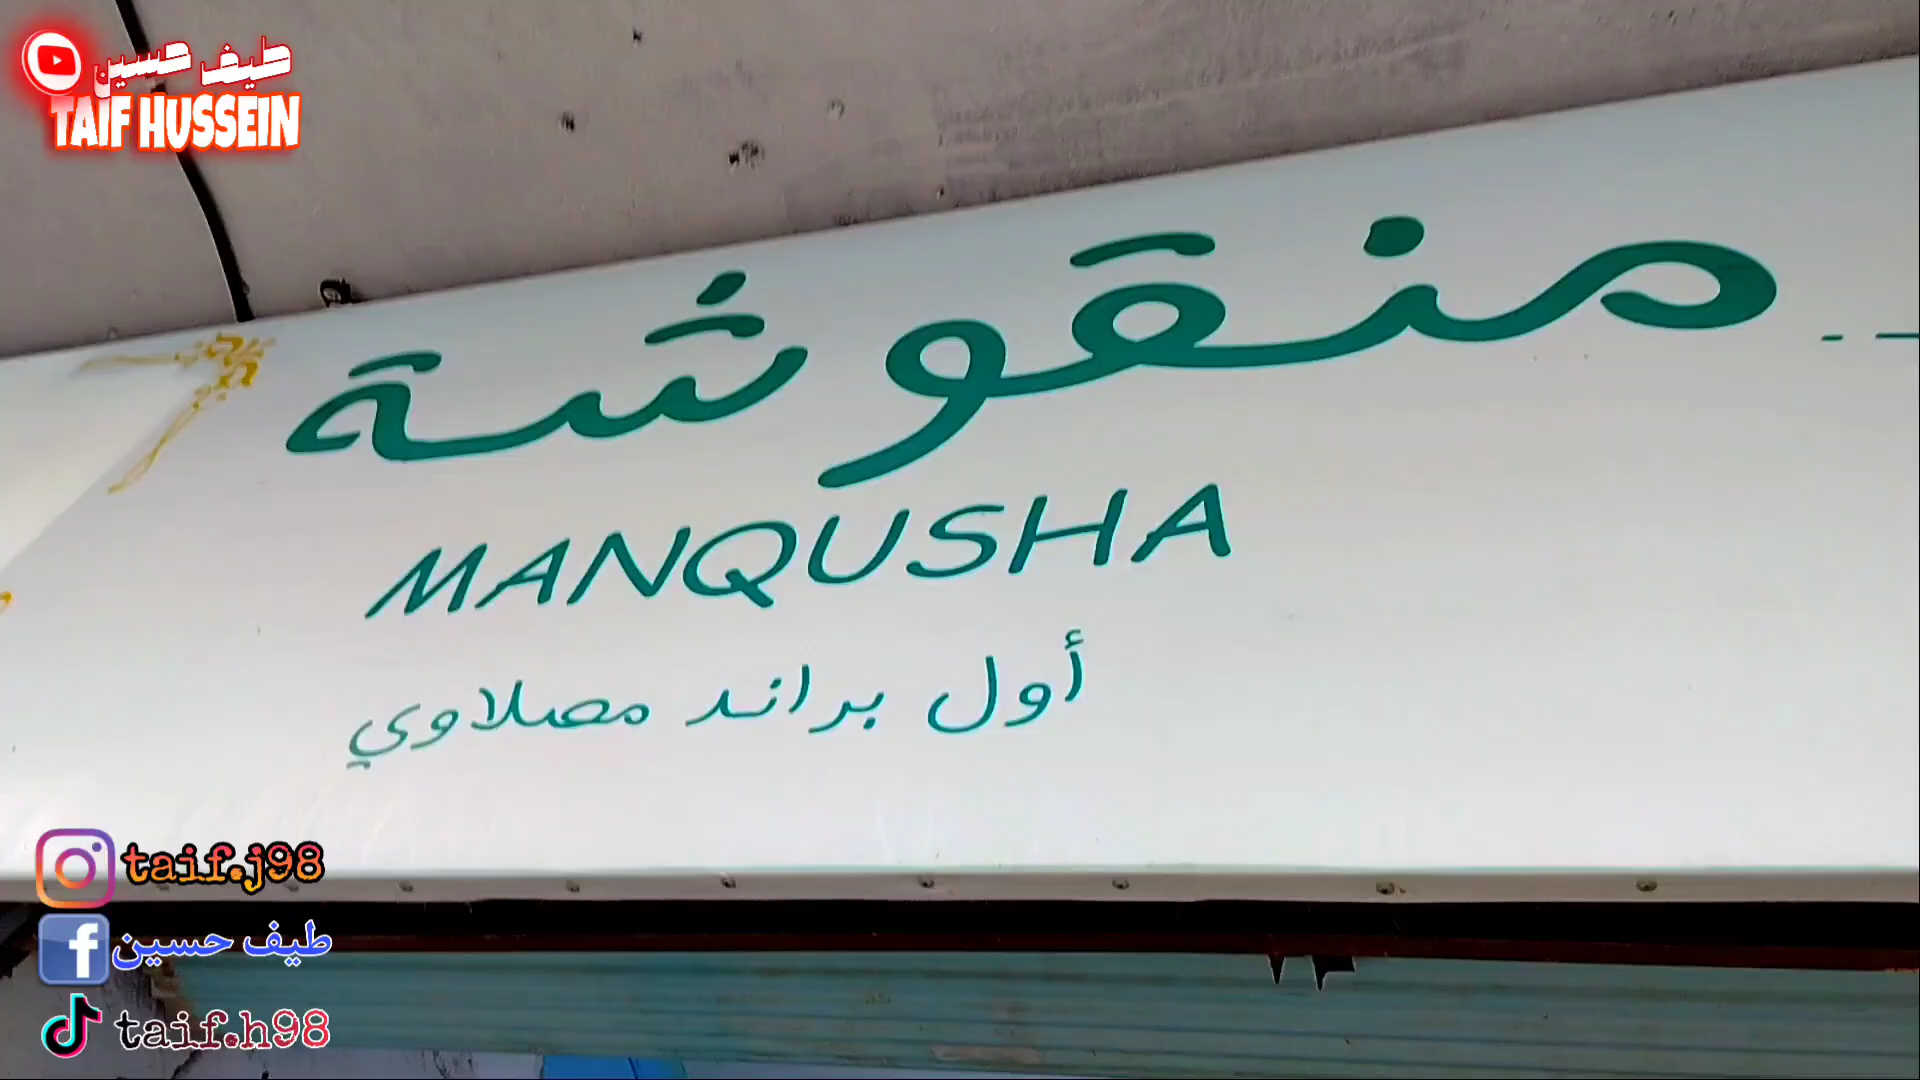 طيف حسين
TAIF HUSSEIN
منقوشة
MANQUSHA
أول براند مصلاوي
taif.j98
طيف حسين
taif.h98